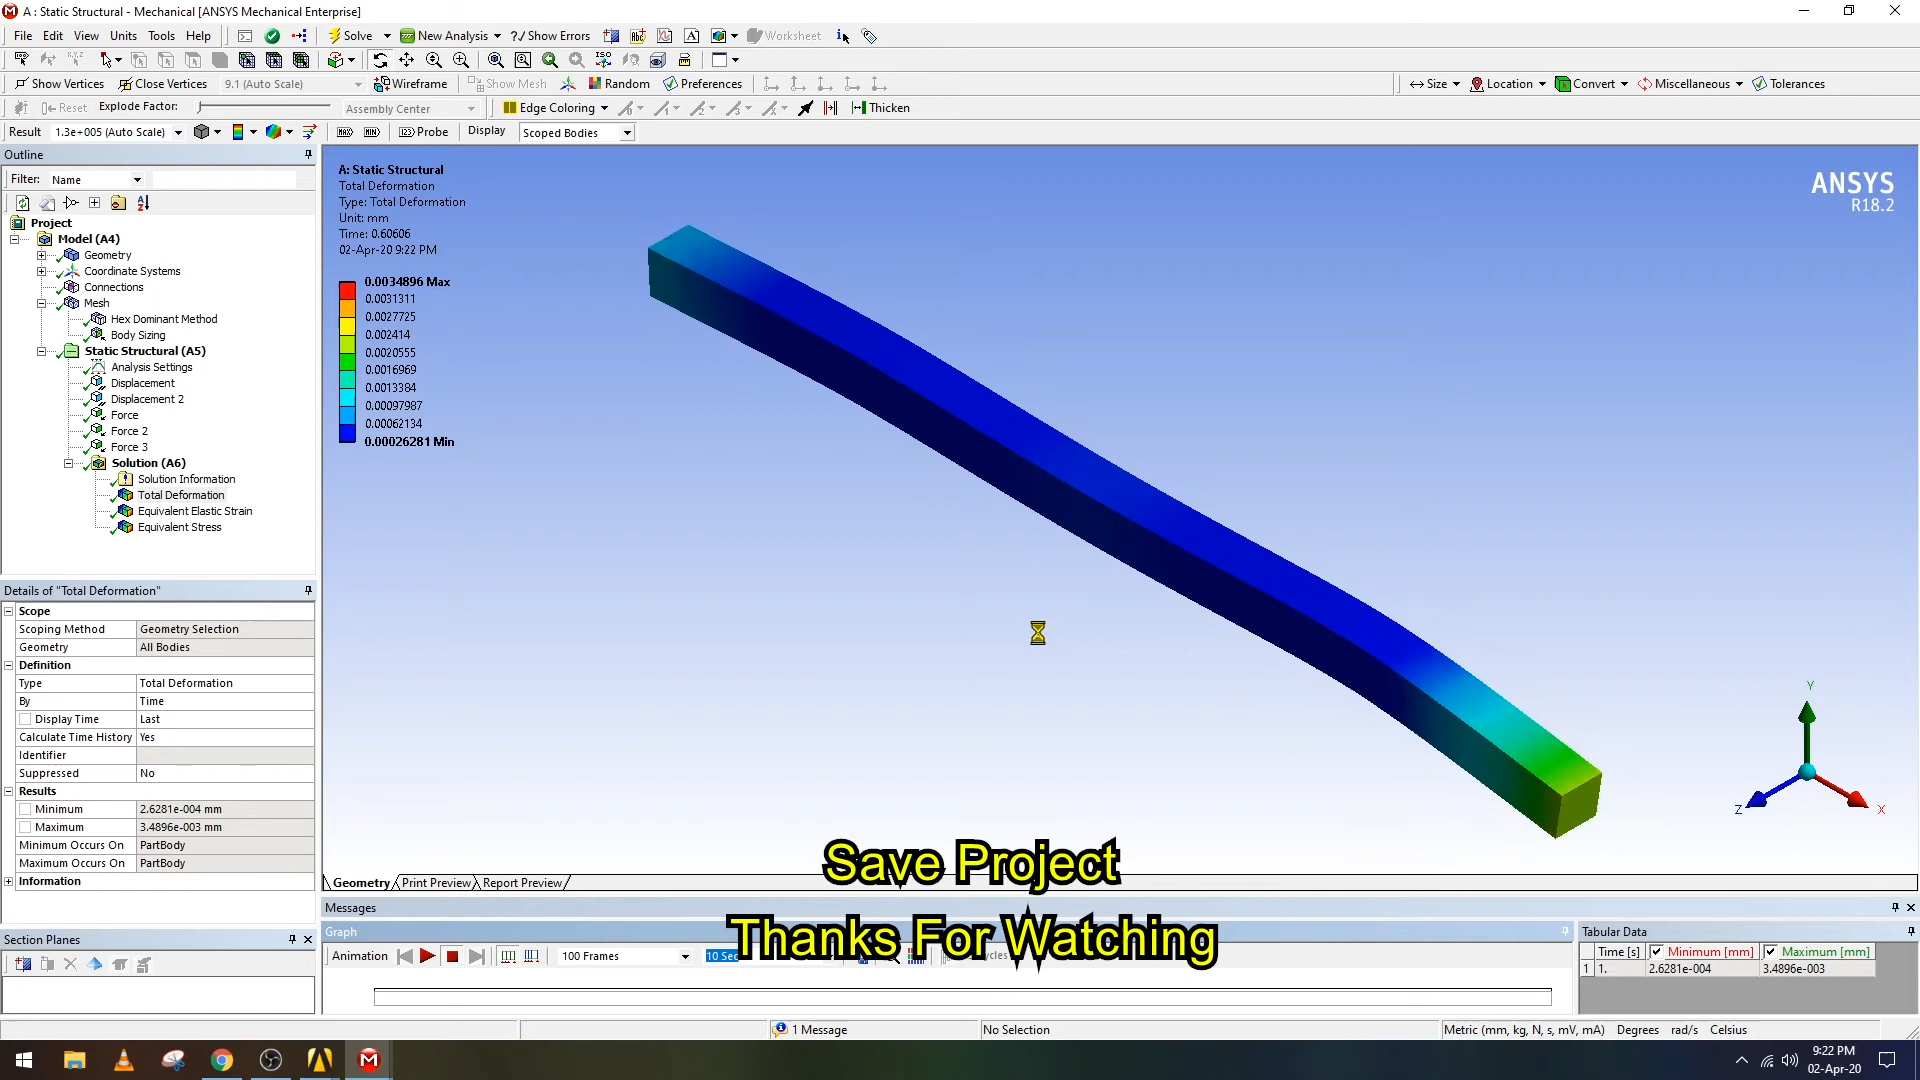 A : Static Structural - Mechanical [ANSYS Mechanical Enterprise]
File Edit View Units Tools Help Solve New Analysis ?/Show Errors Worksheet
Show Vertices Close Vertices 9.1 (Auto Scale) Wireframe Show Mesh Random Preferences Size Location Convert Miscellaneous Tolerances
Reset Explode Factor: Assembly Center Edge Coloring Thicken
Result 1.3e+005 (Auto Scale) MAX MIN Probe Display Scoped Bodies
Outline
Filter: Name
Project
Model (A4)
Geometry
Coordinate Systems
Connections
Mesh
Hex Dominant Method
Body Sizing
Static Structural (A5)
Analysis Settings
Displacement
Displacement 2
Force
Force 2
Force 3
Solution (A6)
Solution Information
Total Deformation
Equivalent Elastic Strain
Equivalent Stress
Details of "Total Deformation"
Scope
Scoping Method Geometry Selection
Geometry All Bodies
Definition
Type Total Deformation
By Time
Display Time Last
Calculate Time History Yes
Identifier
Suppressed No
Results
Minimum 2.6281e-004 mm
Maximum 3.4896e-003 mm
Minimum Occurs On PartBody
Maximum Occurs On PartBody
Information
Section Planes
A: Static Structural
Total Deformation
Type: Total Deformation
Unit: mm
Time: 0.60606
02-Apr-20 9:22 PM
0.0034896 Max
0.0031311
0.0027725
0.002414
0.0020555
0.0016969
0.0013384
0.00097987
0.00062134
0.00026281 Min
ANSYS
R18.2
Y
Z
X
Save Project
Thanks For Watching
Geometry Print Preview Report Preview
Messages
Graph
Animation 100 Frames 10 Sec
Tabular Data
Time [s] Minimum [mm] Maximum [mm]
1 1. 2.6281e-004 3.4896e-003
1 Message No Selection Metric (mm, kg, N, s, mV, mA) Degrees rad/s Celsius
9:22 PM
02-Apr-20